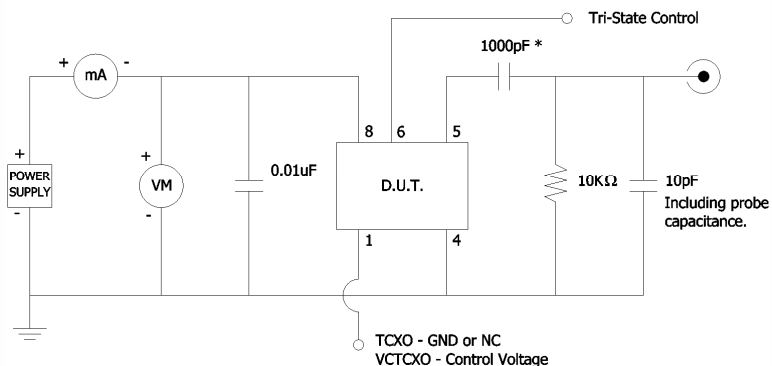 Tri-State Control
1000pF *
+ mA -
8 6 5
+
POWER
SUPPLY
-
+
VM
-
0.01uF
D.U.T.
10KΩ
10pF
Including probe
capacitance.
1 4
TCXO - GND or NC
VCTCXO - Control Voltage